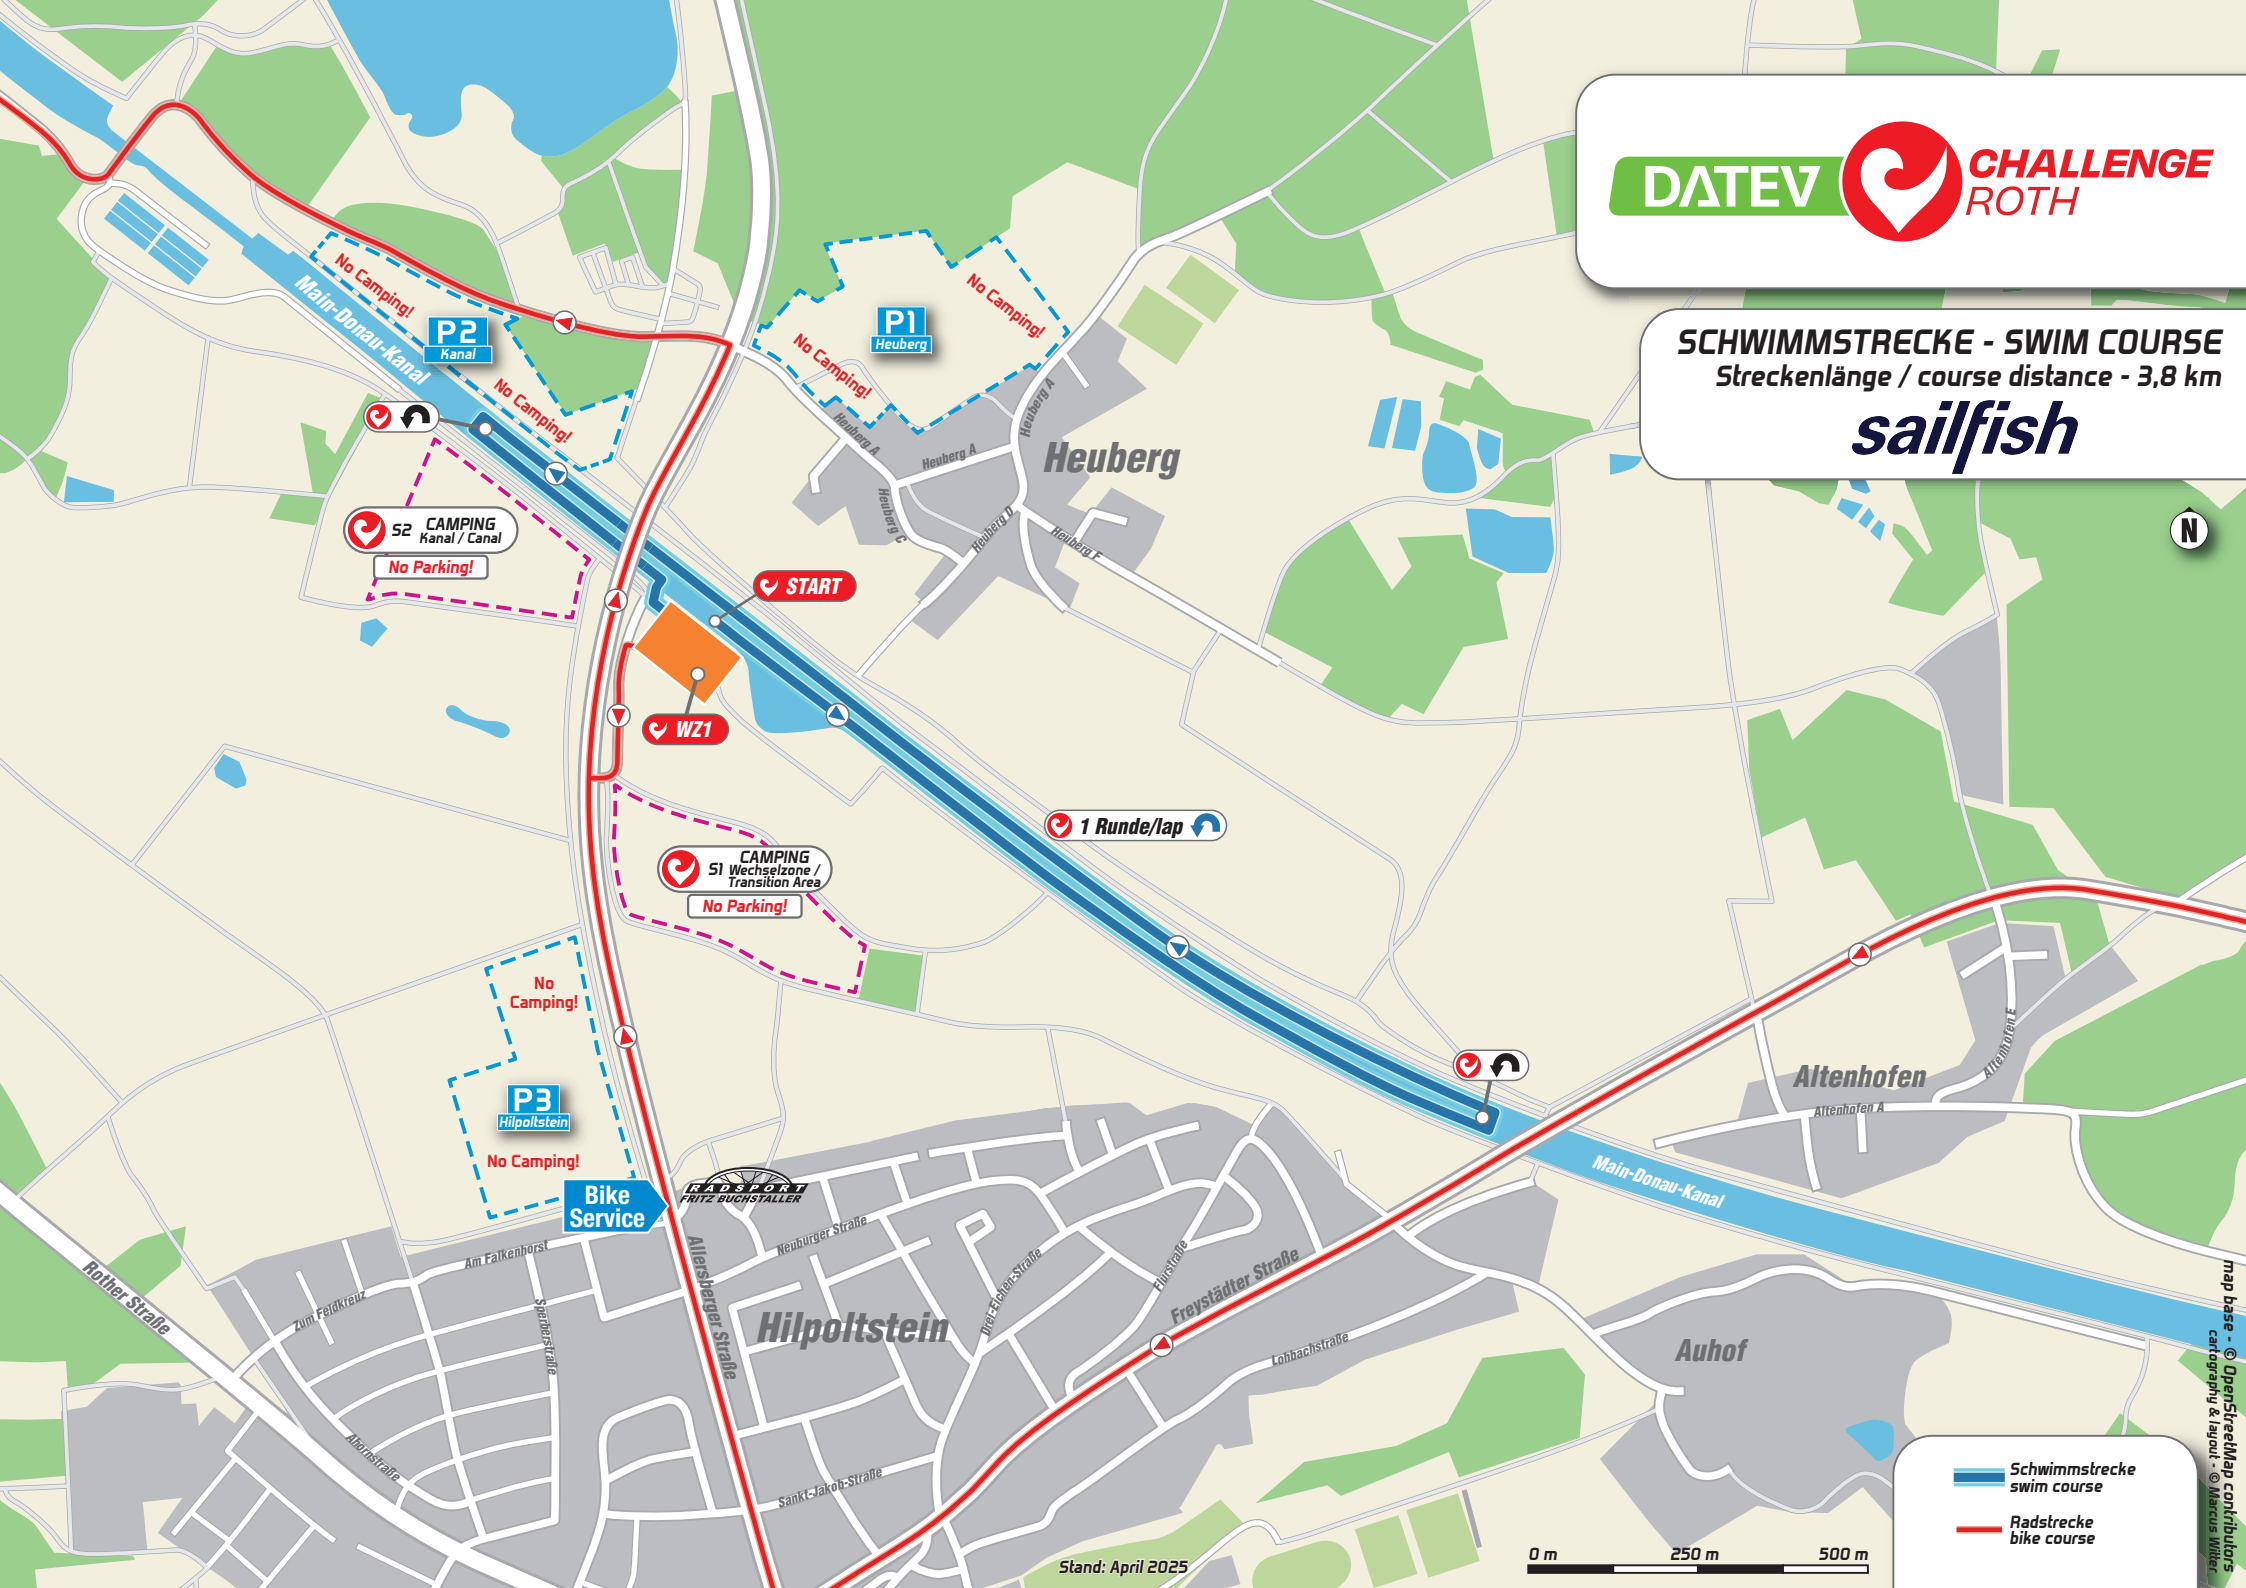 DATEV
CHALLENGE
ROTH
SCHWIMMSTRECKE - SWIM COURSE
Streckenlänge / course distance - 3,8 km
sailfish
N
No Camping!
P2
Kanal
No Camping!
Main-Donau-Kanal
P1
Heuberg
No Camping!
No Camping!
Heuberg A
Heuberg A
Heuberg A
Heuberg
Heuberg C
Heuberg D
Heuberg F
S2 CAMPING
Kanal / Canal
No Parking!
START
WZ1
1 Runde/lap
CAMPING
S1 Wechselzone /
Transition Area
No Parking!
No
Camping!
P3
Hilpoltstein
No Camping!
Bike
Service
RADSPORT
FRITZ BUCHSTALLER
Altenhofen
Altenhofen A
Altenhofen E
Main-Donau-Kanal
Rother Straße
Am Falkenhorst
Zum Feldkreuz
Sperberstraße
Ahornstraße
Allersberger Straße
Neuburger Straße
Hilpoltstein
Drei-Eichen-Straße
Flurstraße
Freystädter Straße
Lohbachstraße
Sankt-Jakob-Straße
Auhof
Stand: April 2025
0 m
250 m
500 m
Schwimmstrecke
swim course
Radstrecke
bike course
map base - © OpenStreetMap contributors
cartography & layout - © Marcus Willer